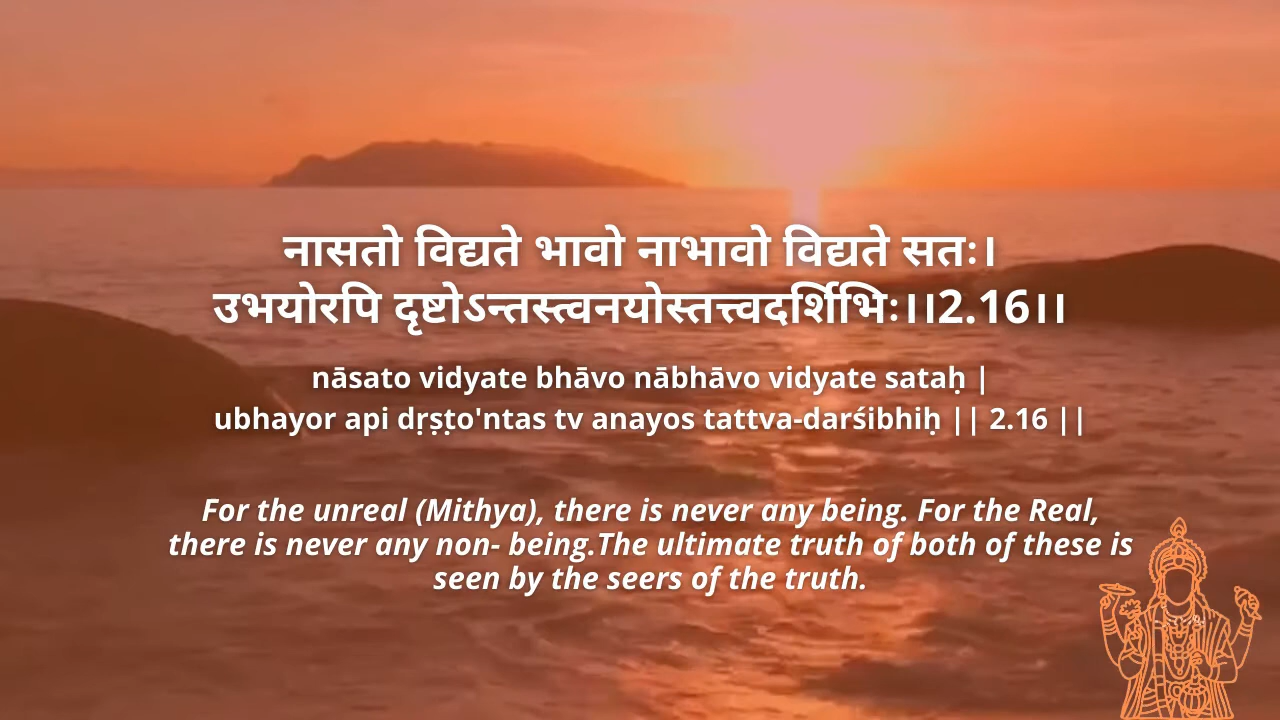 नासतो विद्यते भावो नाभावो विद्यते सतः।
उभयोरपि दृष्टोऽन्तस्त्वनयोस्तत्त्वदर्शिभिः।।2.16।।
nāsato vidyate bhāvo nābhāvo vidyate sataḥ |
ubhayor api dṛṣṭo'ntas tv anayos tattva-darśibhiḥ || 2.16 ||
For the unreal (Mithya), there is never any being. For the Real,
there is never any non- being.The ultimate truth of both of these is
seen by the seers of the truth.